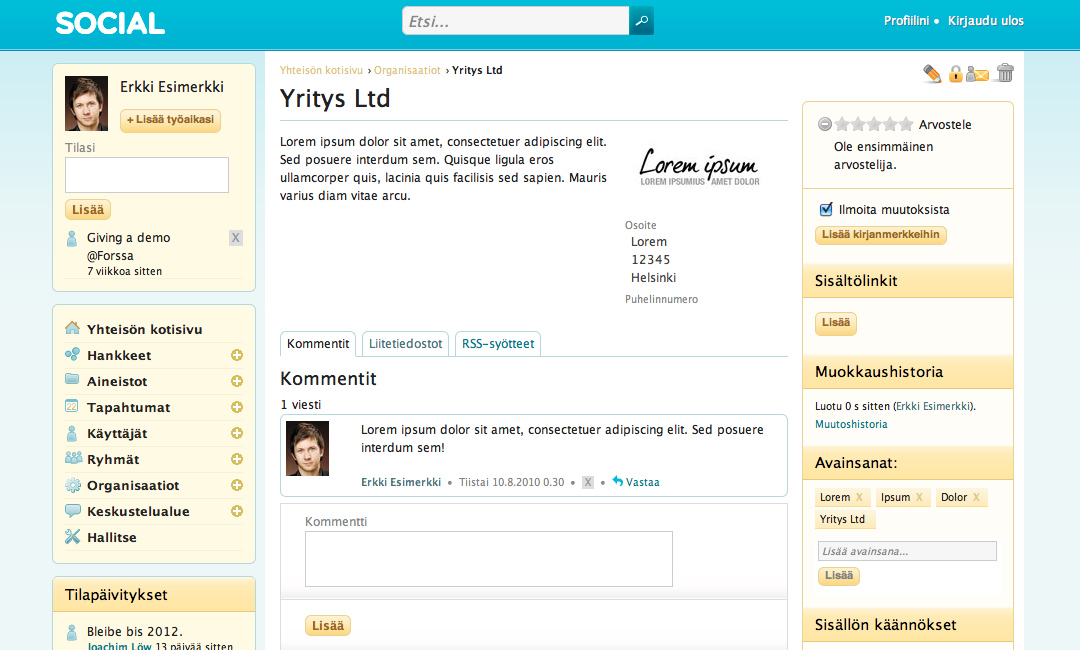 SOCIAL
Etsi...
Profiilini • Kirjaudu ulos
Erkki Esimerkki
+ Lisää työaikasi
Tilasi
Lisää
Giving a demo X
@Forssa
7 viikkoa sitten
Yhteisön kotisivu
Hankkeet
Aineistot
Tapahtumat
Käyttäjät
Ryhmät
Organisaatiot
Keskustelualue
Hallitse
Tilapäivitykset
Bleibe bis 2012.
Joachim Löw 13 päivää sitten
Yhteisön kotisivu › Organisaatiot › Yritys Ltd
Yritys Ltd
Lorem ipsum dolor sit amet, consectetuer adipiscing elit.
Sed posuere interdum sem. Quisque ligula eros
ullamcorper quis, lacinia quis facilisis sed sapien. Mauris
varius diam vitae arcu.
Lorem ipsum
LOREM IPSUMIUS AMET DOLOR
Osoite
Lorem
12345
Helsinki
Puhelinnumero
Kommentit Liitetiedostot RSS-syötteet
Kommentit
1 viesti
Lorem ipsum dolor sit amet, consectetuer adipiscing elit. Sed posuere
interdum sem!
Erkki Esimerkki • Tiistai 10.8.2010 0.30 • X • Vastaa
Kommentti
Lisää
Arvostele
Ole ensimmäinen
arvostelija.
Ilmoita muutoksista
Lisää kirjanmerkkeihin
Sisältölinkit
Lisää
Muokkaushistoria
Luotu 0 s sitten (Erkki Esimerkki).
Muutoshistoria
Avainsanat:
Lorem X Ipsum X Dolor X
Yritys Ltd
Lisää avainsana...
Lisää
Sisällön käännökset